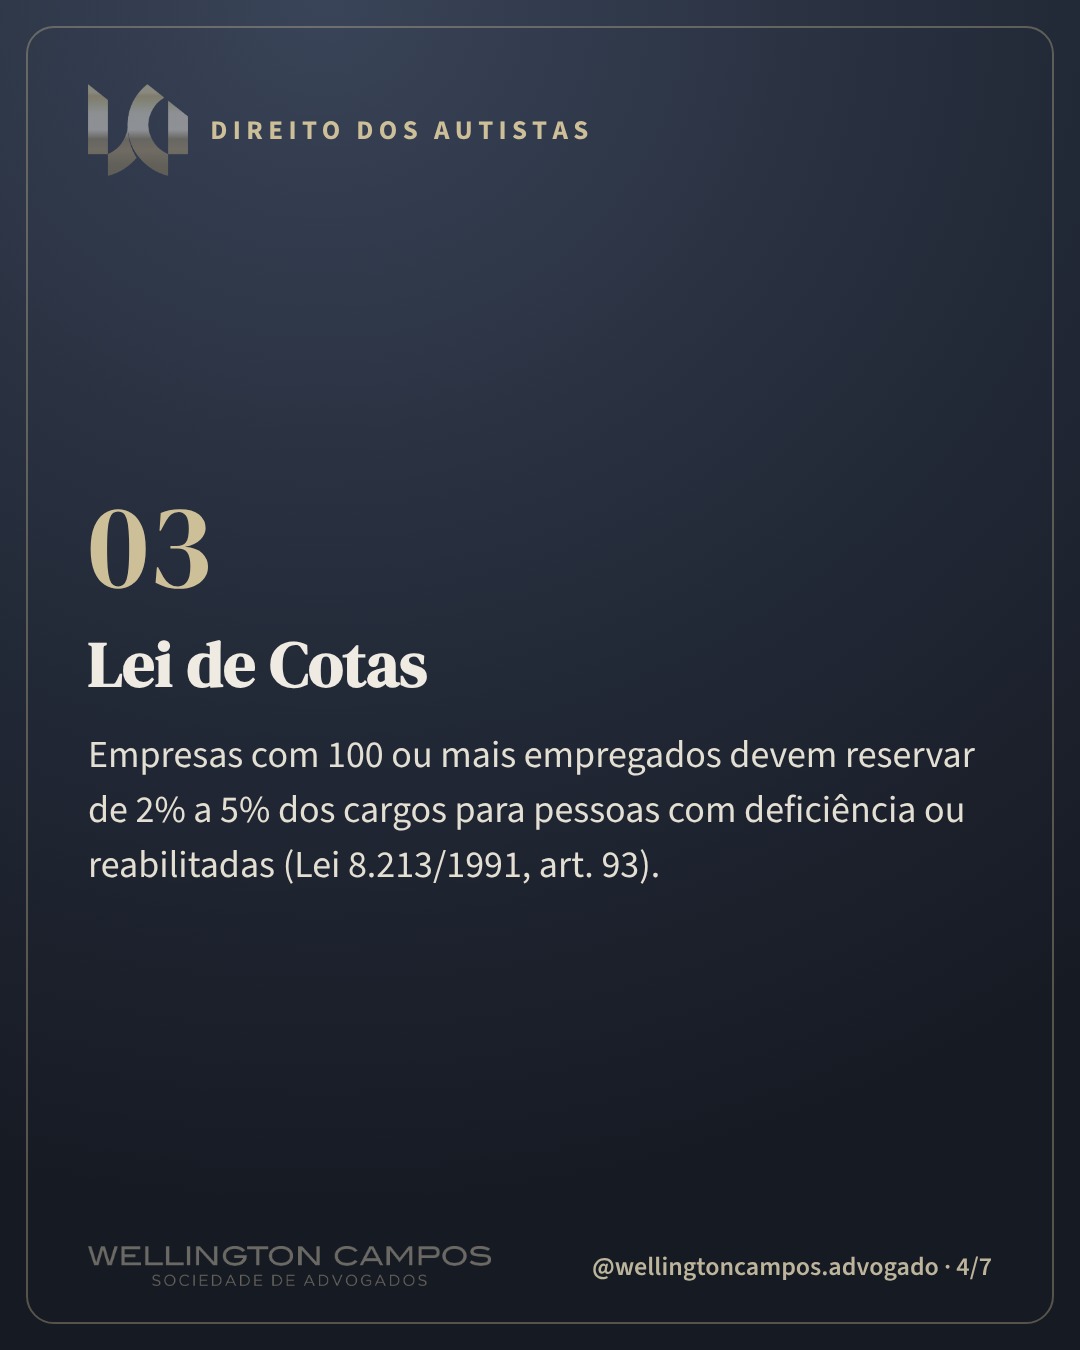 DIREITO DOS AUTISTAS
03
Lei de Cotas
Empresas com 100 ou mais empregados devem reservar
de 2% a 5% dos cargos para pessoas com deficiência ou
reabilitadas (Lei 8.213/1991, art. 93).
WELLINGTON CAMPOS
SOCIEDADE DE ADVOGADOS
@wellingtoncampos.advogado · 4/7